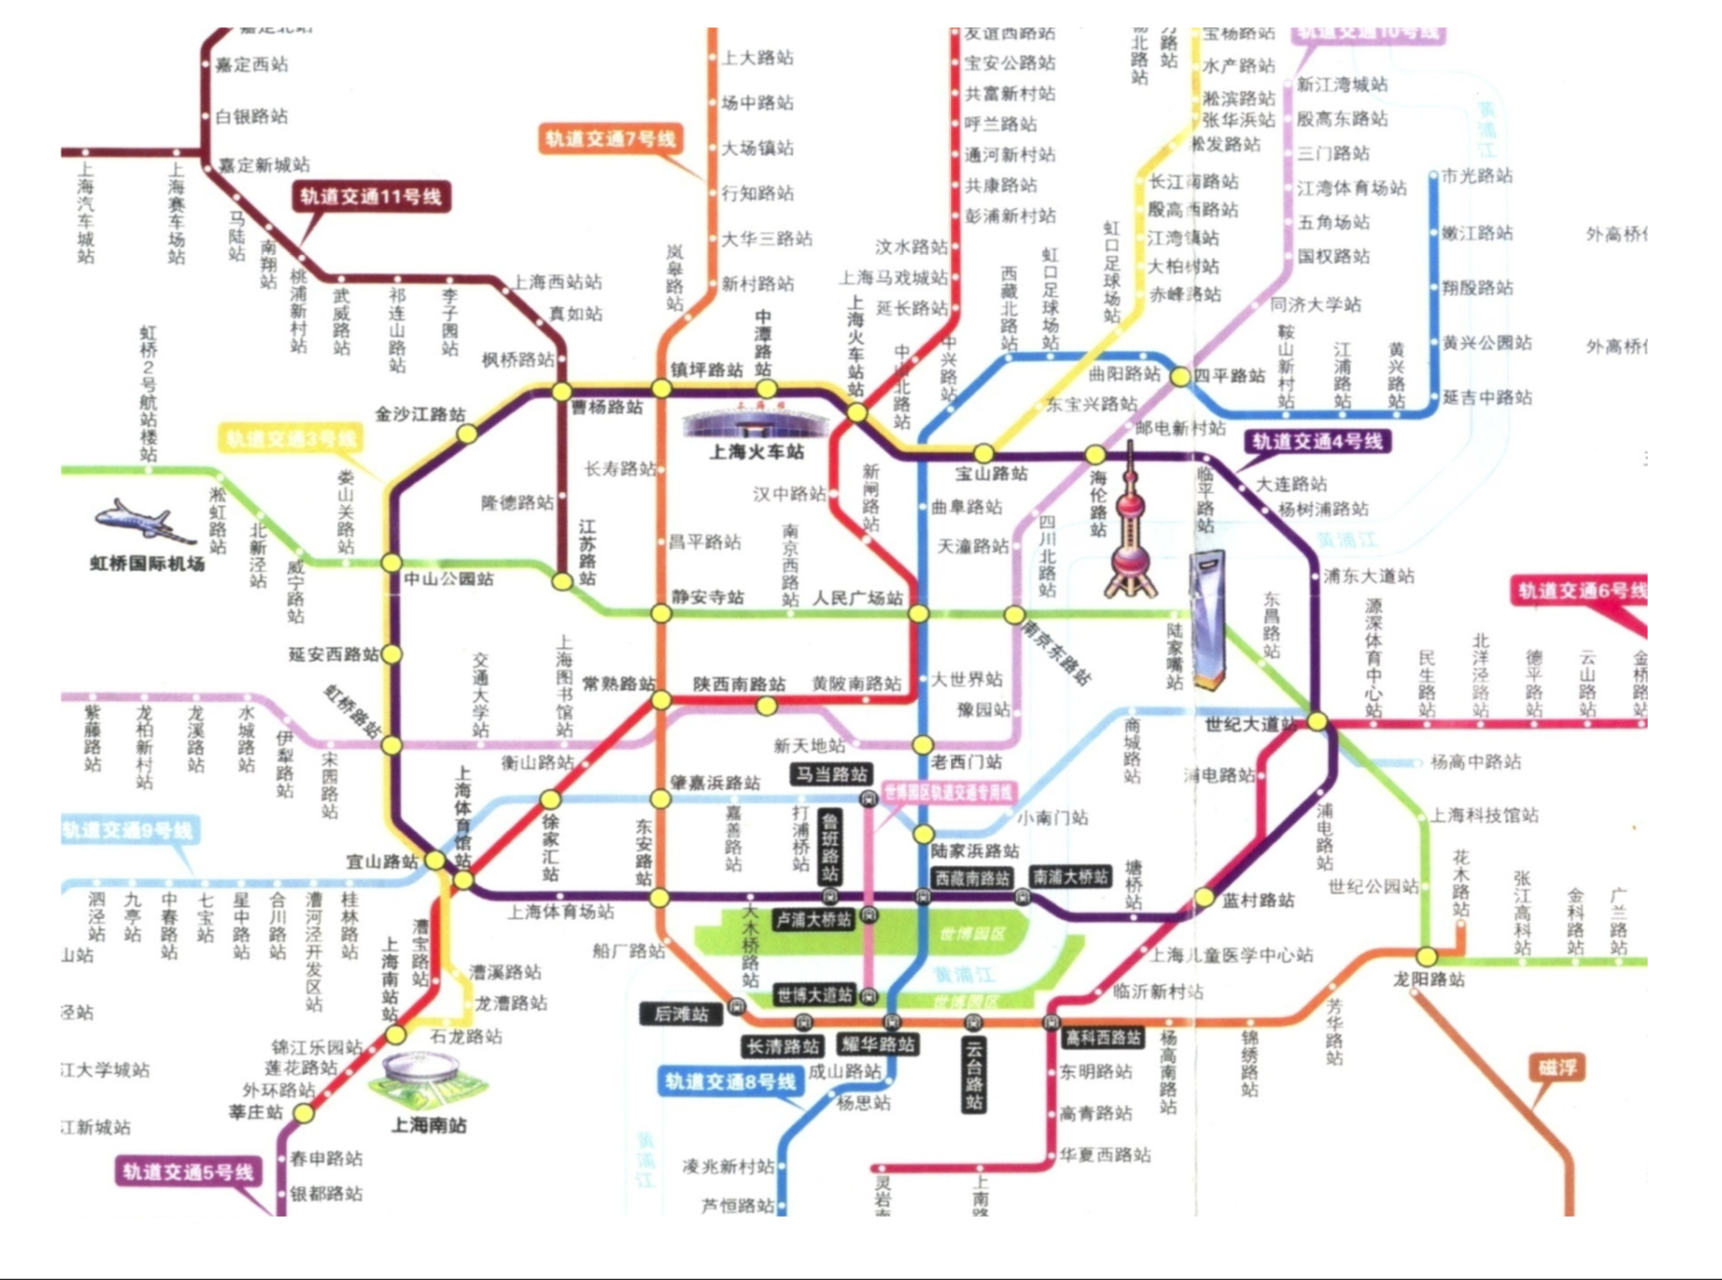 嘉定北站
嘉定西站
白银路站
嘉定新城站
上海汽车城站
上海赛车场站
轨道交通11号线
马陆站
南翔站
桃浦新村站
武威路站
祁连山路站
李子园站
上海西站站
真如站
枫桥路站
曹杨路站
隆德路站
江苏路站
轨道交通7号线
上大路站
场中路站
大场镇站
行知路站
大华三路站
新村路站
岚皋路站
镇坪路站
中潭路站
上海火车站站
上海火车站
长寿路站
昌平路站
静安寺站
常熟路站
肇嘉浜路站
东安路站
船厂路站
后滩站
长清路站
耀华路站
云台路站
高科西路站
杨高南路站
锦绣路站
芳华路站
龙阳路站
花木路站
友谊西路站
宝安公路站
共富新村站
呼兰路站
通河新村站
共康路站
彭浦新村站
汶水路站
上海马戏城站
延长路站
中山北路站
汉中路站
新闸路站
人民广场站
黄陂南路站
陕西南路站
衡山路站
徐家汇站
上海体育馆站
漕宝路站
上海南站站
上海南站
锦江乐园站
莲花路站
外环路站
莘庄站
轨道交通5号线
春申路站
银都路站
宝杨路站
水产路站
淞滨路站
张华浜站
淞发路站
长江南路站
殷高西路站
江湾镇站
大柏树站
赤峰路站
虹口足球场站
东宝兴路站
宝山路站
金沙江路站
轨道交通3号线
中山公园站
延安西路站
虹桥路站
宜山路站
漕溪路站
龙漕路站
石龙路站
轨道交通10号线
新江湾城站
殷高东路站
三门路站
江湾体育场站
五角场站
国权路站
同济大学站
四平路站
邮电新村站
海伦路站
四川北路站
天潼路站
南京东路站
豫园站
老西门站
新天地站
上海图书馆站
交通大学站
宋园路站
伊犁路站
水城路站
龙溪路站
龙柏新村站
紫藤路站
市光路站
嫩江路站
翔殷路站
黄兴公园站
延吉中路站
黄兴路站
江浦路站
鞍山新村站
曲阳路站
虹口足球场站
西藏北路站
中兴路站
曲阜路站
大世界站
陆家浜路站
西藏南路站
成山路站
杨思站
轨道交通8号线
凌兆新村站
芦恒路站
轨道交通4号线
临平路站
大连路站
杨树浦路站
浦东大道站
世纪大道站
浦电路站
蓝村路站
塘桥站
南浦大桥站
鲁班路站
大木桥路站
上海体育场站
虹桥2号航站楼站
虹桥国际机场
淞虹路站
北新泾站
威宁路站
娄山关路站
南京西路站
陆家嘴站
东昌路站
上海科技馆站
世纪公园站
张江高科站
金科路站
广兰路站
轨道交通6号线
源深体育中心站
民生路站
北洋泾路站
德平路站
云山路站
金桥路站
浦电路站
上海儿童医学中心站
临沂新村站
东明路站
高青路站
华夏西路站
上南路
灵岩南
轨道交通9号线
泗泾站
九亭站
中春路站
七宝站
星中路站
合川路站
漕河泾开发区站
桂林路站
嘉善路站
打浦桥站
马当路站
小南门站
商城路站
杨高中路站
世博园区轨道交通专用线
卢浦大桥站
世博大道站
世博园区
黄浦江
世博园区
黄浦江
黄浦江
黄浦江
磁浮
外高桥
外高桥
山站
泾站
江大学城站
江新城站